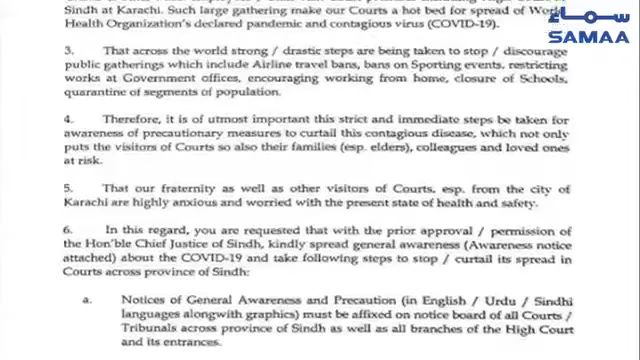 Sindh at Karachi. Such large gathering make our Courts a hot bed for spread of World
Health Organization's declared pandemic and contagious virus (COVID-19).
سماء
SAMAA
3. That across the world strong / drastic steps are being taken to stop / discourage
public gatherings which include Airline travel bans, bans on Sporting events, restricting
works at Government offices, encouraging working from home, closure of Schools,
quarantine of segments of population.
4. Therefore, it is of utmost important this strict and immediate steps be taken for
awareness of precautionary measures to curtail this contagious disease, which not only
puts the visitors of Courts so also their families (esp. elders), colleagues and loved ones
at risk.
5. That our fraternity as well as other visitors of Courts, esp. from the city of
Karachi are highly anxious and worried with the present state of health and safety.
6. In this regard, you are requested that with the prior approval / permission of
the Hon'ble Chief Justice of Sindh, kindly spread general awareness (Awareness notice
attached) about the COVID-19 and take following steps to stop / curtail its spread in
Courts across province of Sindh:
a. Notices of General Awareness and Precaution (in English / Urdu / Sindhi
languages alongwith graphics) must be affixed on notice board of all Courts /
Tribunals across province of Sindh as well as all branches of the High Court
and its entrances.